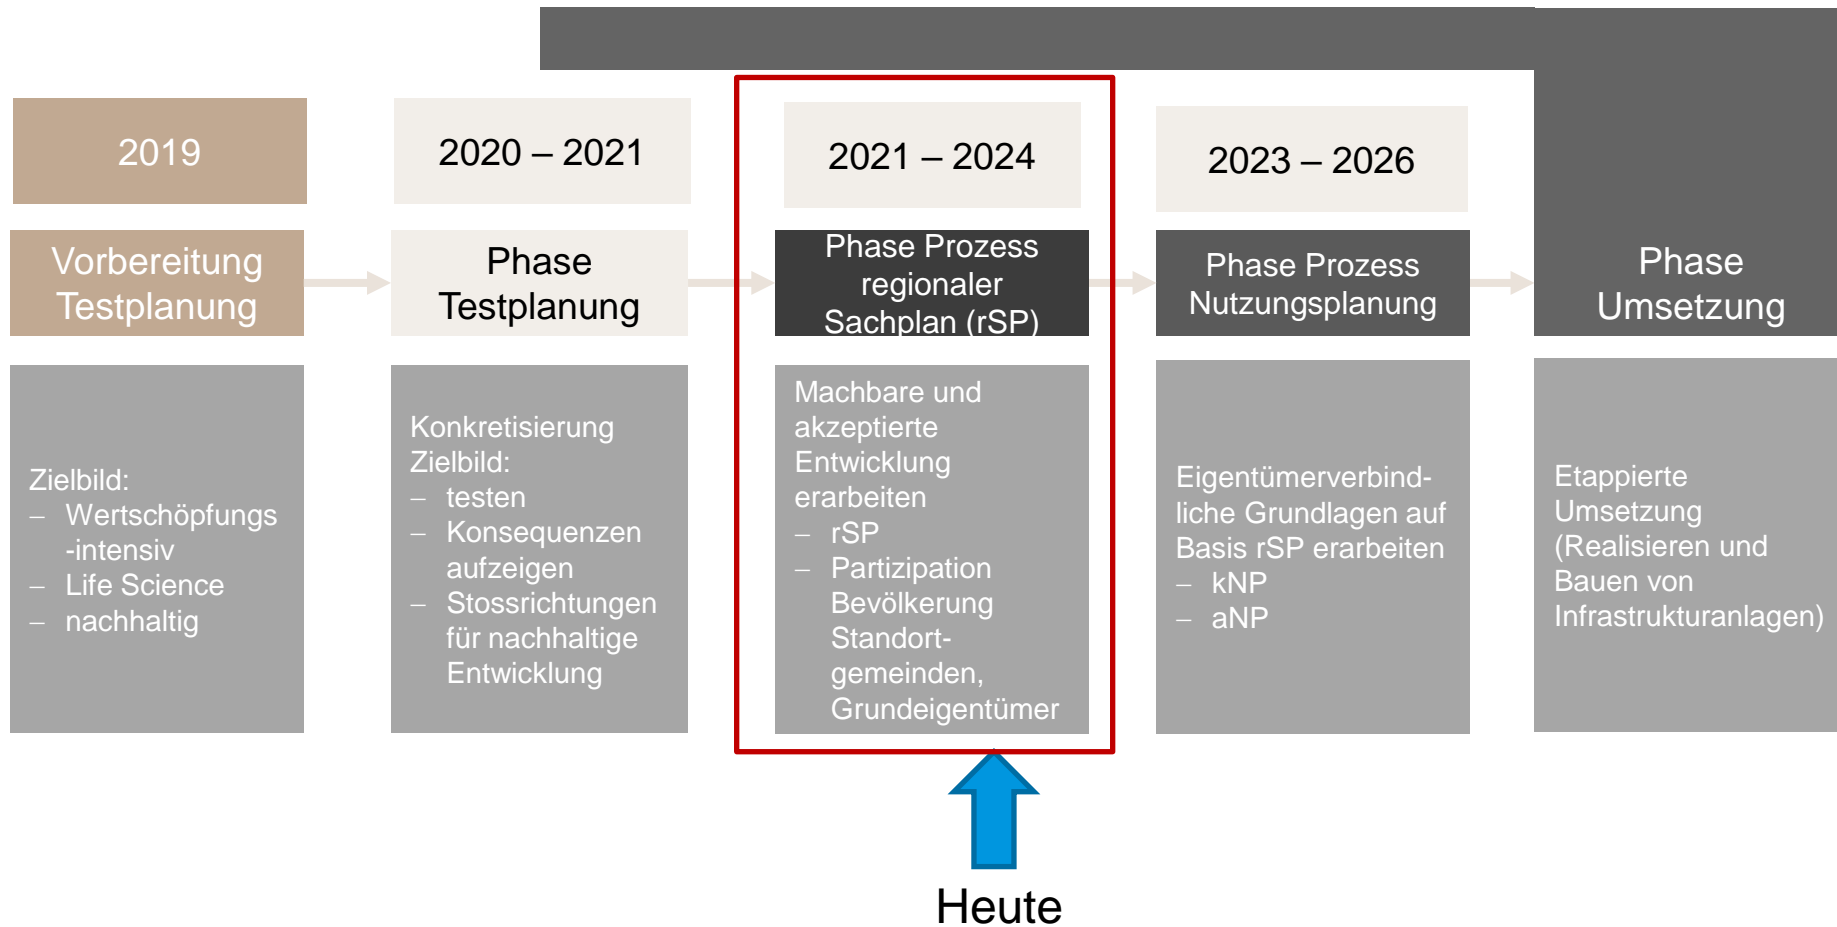 2019
2020 – 2021
2021 – 2024
2023 – 2026
Vorbereitung
Testplanung
Phase
Testplanung
Phase Prozess
regionaler
Sachplan (rSP)
Phase Prozess
Nutzungsplanung
Phase
Umsetzung
Zielbild:
– Wertschöpfungs
-intensiv
– Life Science
– nachhaltig
Konkretisierung
Zielbild:
– testen
– Konsequenzen
aufzeigen
– Stossrichtungen
für nachhaltige
Entwicklung
Machbare und
akzeptierte
Entwicklung
erarbeiten
– rSP
– Partizipation
Bevölkerung
Standort-
gemeinden,
Grundeigentümer
Eigentümerverbind-
liche Grundlagen auf
Basis rSP erarbeiten
– kNP
– aNP
Etappierte
Umsetzung
(Realisieren und
Bauen von
Infrastrukturanlagen)
Heute